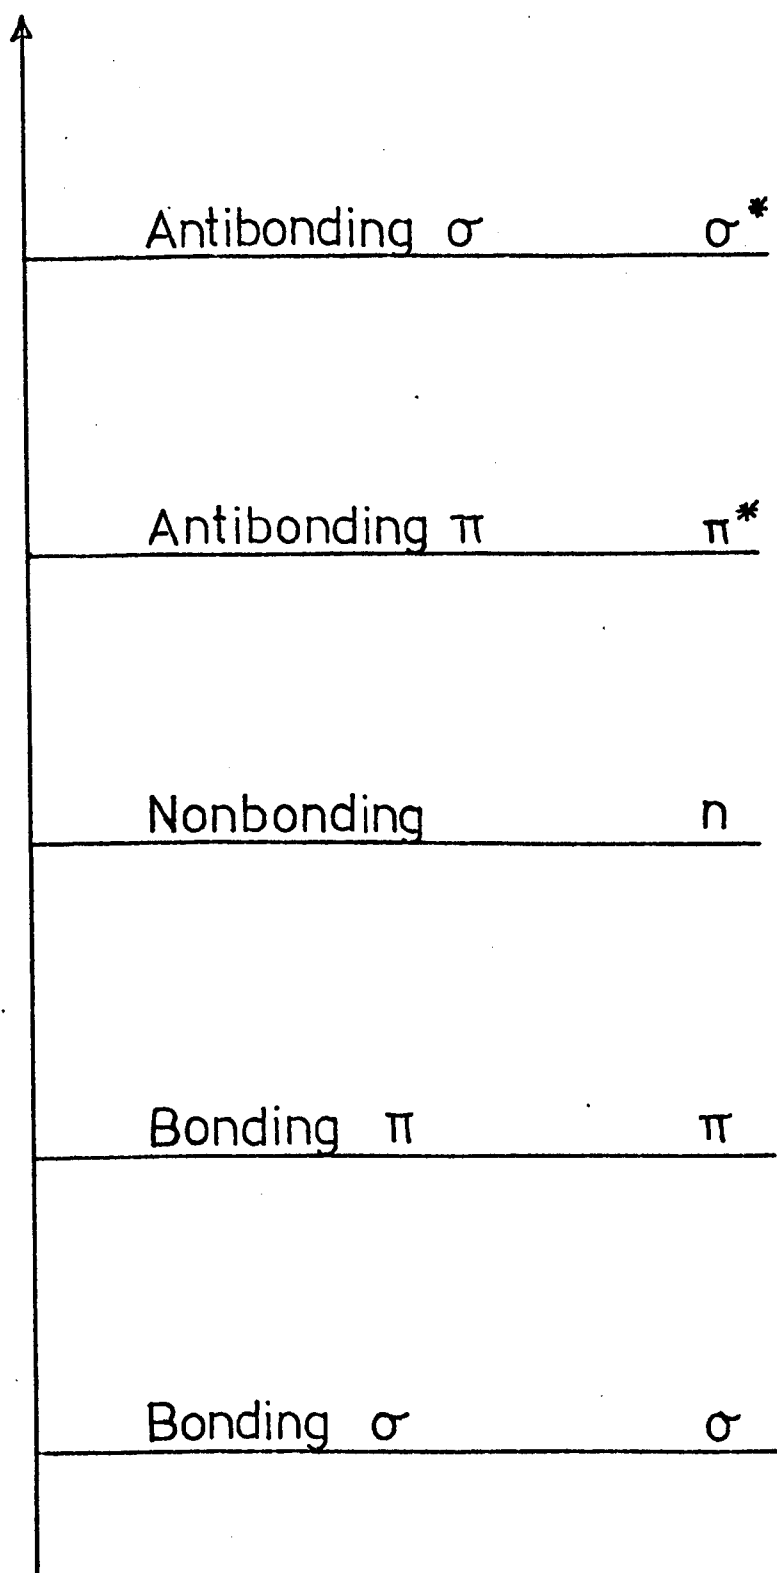 Antibonding σ σ*
Antibonding π π*
Nonbonding n
Bonding π π
Bonding σ σ